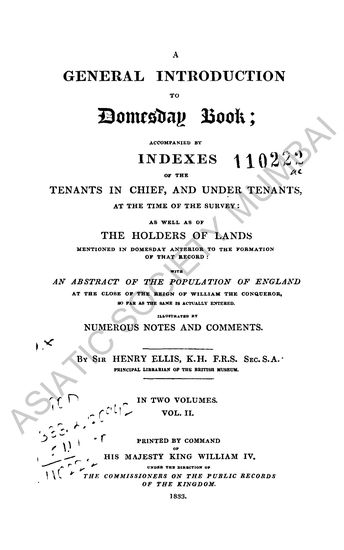 A
GENERAL INTRODUCTION
TO
Domesday Book;
ACCOMPANIED BY
INDEXES
110222
OF THE
TENANTS IN CHIEF, AND UNDER TENANTS,
AT THE TIME OF THE SURVEY:
AS WELL AS OF
THE HOLDERS OF LANDS
MENTIONED IN DOMESDAY ANTERIOR TO THE FORMATION
OF THAT RECORD:
WITH
AN ABSTRACT OF THE POPULATION OF ENGLAND
AT THE CLOSE OF THE REIGN OF WILLIAM THE CONQUEROR,
SO FAR AS THE SAME IS ACTUALLY ENTERED.
ILLUSTRATED BY
NUMEROUS NOTES AND COMMENTS.
BY SIR HENRY ELLIS, K.H. F.R.S. SEC. S.A.
PRINCIPAL LIBRARIAN OF THE BRITISH MUSEUM.
IN TWO VOLUMES.
VOL. II.
PRINTED BY COMMAND
OF
HIS MAJESTY KING WILLIAM IV.
UNDER THE DIRECTION OF
THE COMMISSIONERS ON THE PUBLIC RECORDS
OF THE KINGDOM.
1833.
110222
ASIATIC SOCIETY MUMBAI